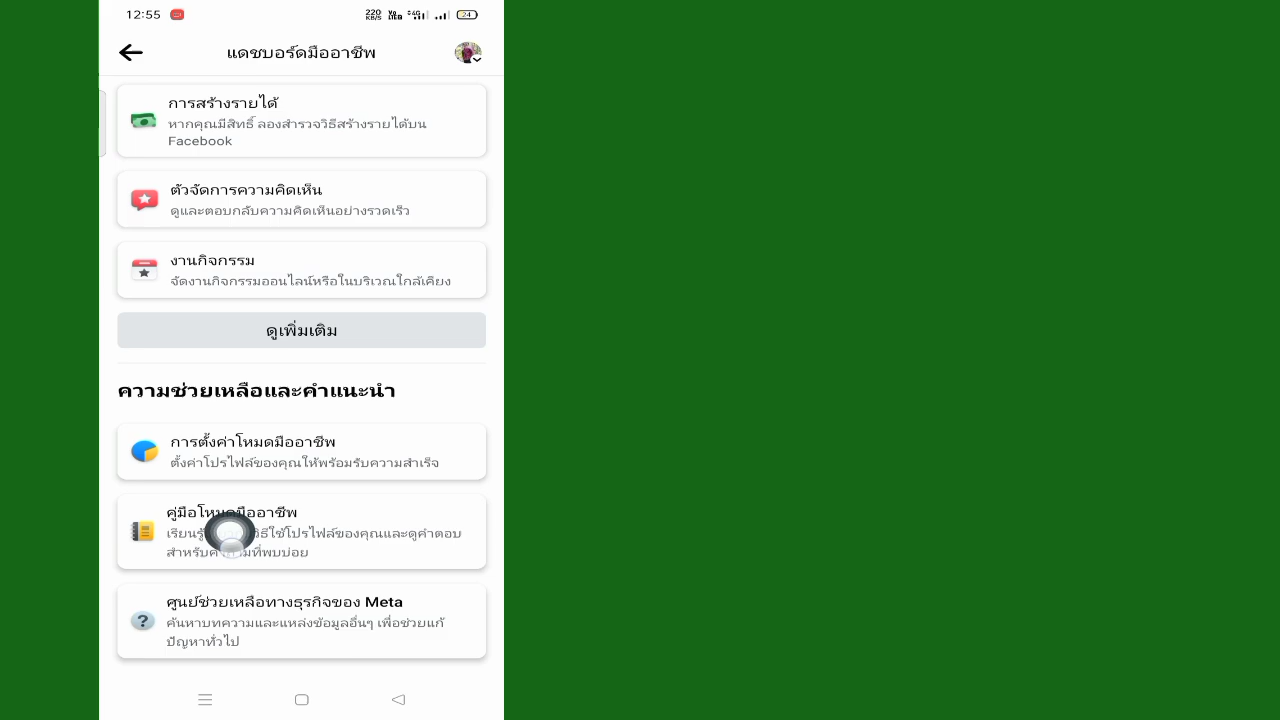 12:55
220
KB/S
Vo
LTE
4G
24
แดชบอร์ดมืออาชีพ
การสร้างรายได้
หากคุณมีสิทธิ์ ลองสำรวจวิธีสร้างรายได้บน
Facebook
ตัวจัดการความคิดเห็น
ดูและตอบกลับความคิดเห็นอย่างรวดเร็ว
งานกิจกรรม
จัดงานกิจกรรมออนไลน์หรือในบริเวณใกล้เคียง
ดูเพิ่มเติม
ความช่วยเหลือและคำแนะนำ
การตั้งค่าโหมดมืออาชีพ
ตั้งค่าโปรไฟล์ของคุณให้พร้อมรับความสำเร็จ
คู่มือโหมดมืออาชีพ
เรียนรู้ วิธีใช้โปรไฟล์ของคุณและดูคำตอบ
สำหรับคำถามที่พบบ่อย
ศูนย์ช่วยเหลือทางธุรกิจของ Meta
ค้นหาบทความและแหล่งข้อมูลอื่นๆ เพื่อช่วยแก้
ปัญหาทั่วไป